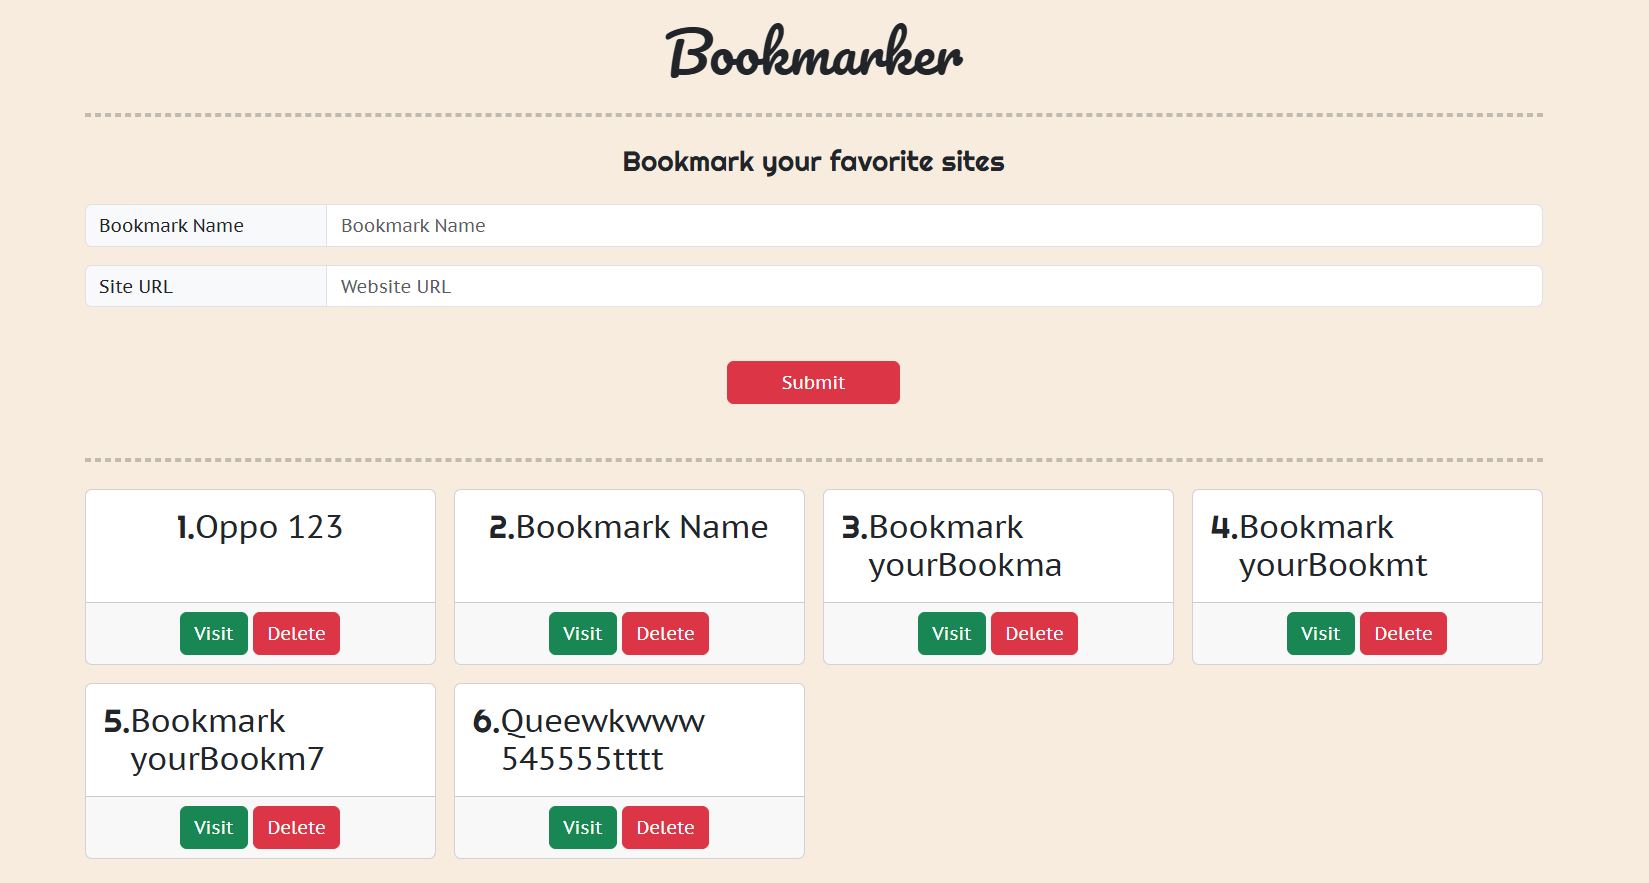 Bookmarker
Bookmark your favorite sites
Bookmark Name Bookmark Name
Site URL Website URL
Submit
1.Oppo 123
Visit Delete
2.Bookmark Name
Visit Delete
3.Bookmark
yourBookma
Visit Delete
4.Bookmark
yourBookmt
Visit Delete
5.Bookmark
yourBookm7
Visit Delete
6.Queewkwww
545555tttt
Visit Delete